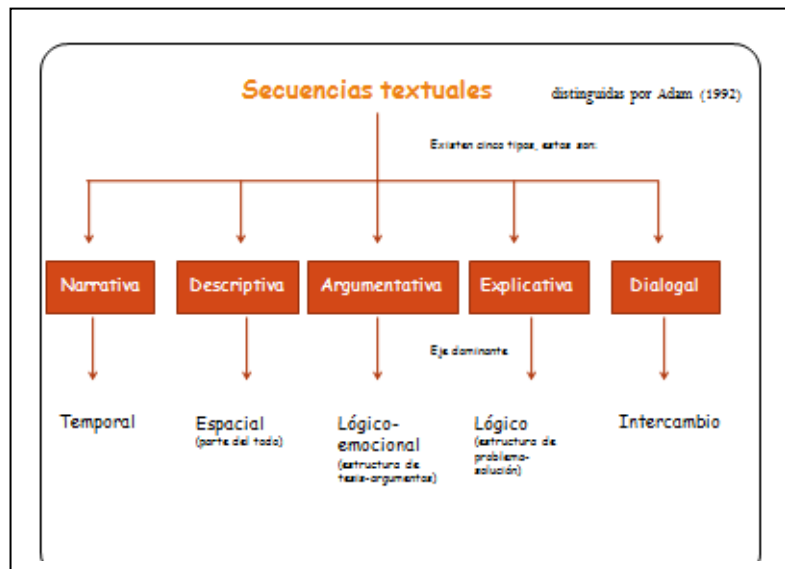 Secuencias textuales distinguidas por Adam (1992)
Existen cinco tipos, estos son:
Narrativa Descriptiva Argumentativa Explicativa Dialogal
Eje dominante
Temporal
Espacial
(parte del todo)
Lógico-
emocional
(estructura de
tesis-argumentos)
Lógico
(estructura de
problema-
solución)
Intercambio